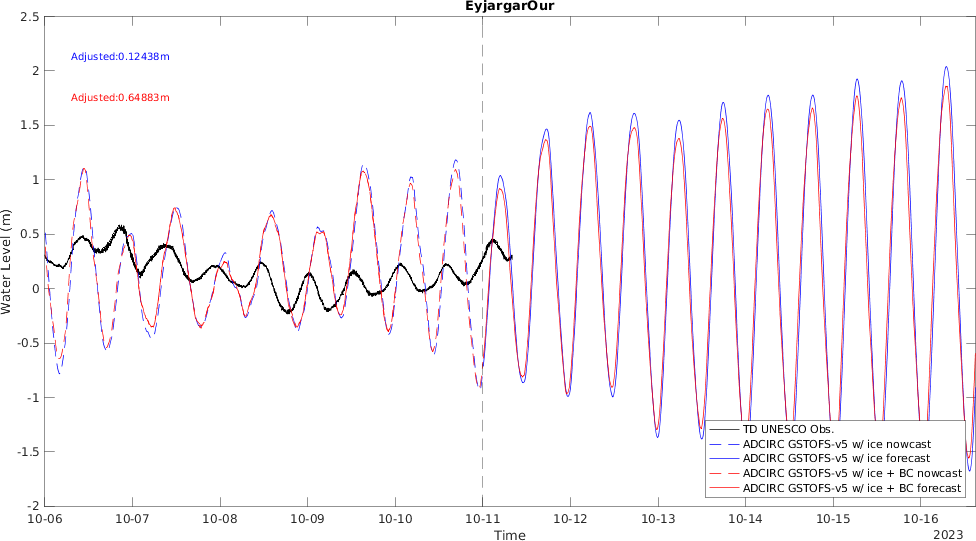 EyjargarOur
Adjusted:0.12438m
Adjusted:0.64883m
Water Level (m)
2.5
2
1.5
1
0.5
0
-0.5
-1
-1.5
-2
TD UNESCO Obs.
ADCIRC GSTOFS-v5 w/ ice nowcast
ADCIRC GSTOFS-v5 w/ ice forecast
ADCIRC GSTOFS-v5 w/ ice + BC nowcast
ADCIRC GSTOFS-v5 w/ ice + BC forecast
10-06 10-07 10-08 10-09 10-10 10-11 10-12 10-13 10-14 10-15 10-16
Time
2023